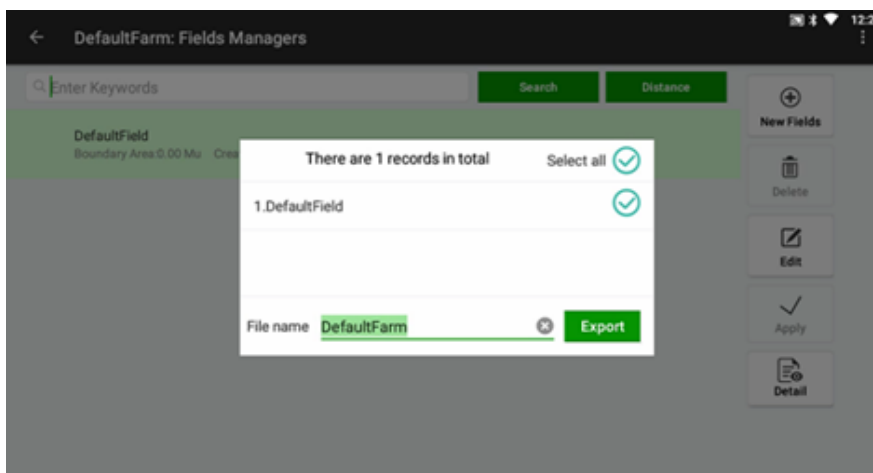 DefaultFarm: Fields Managers
12:2
Enter Keywords
Search
Distance
New Fields
DefaultField
Boundary Area:0.00 Mu Crea
There are 1 records in total
Select all
Delete
1.DefaultField
Edit
File name DefaultFarm
Export
Apply
Detail